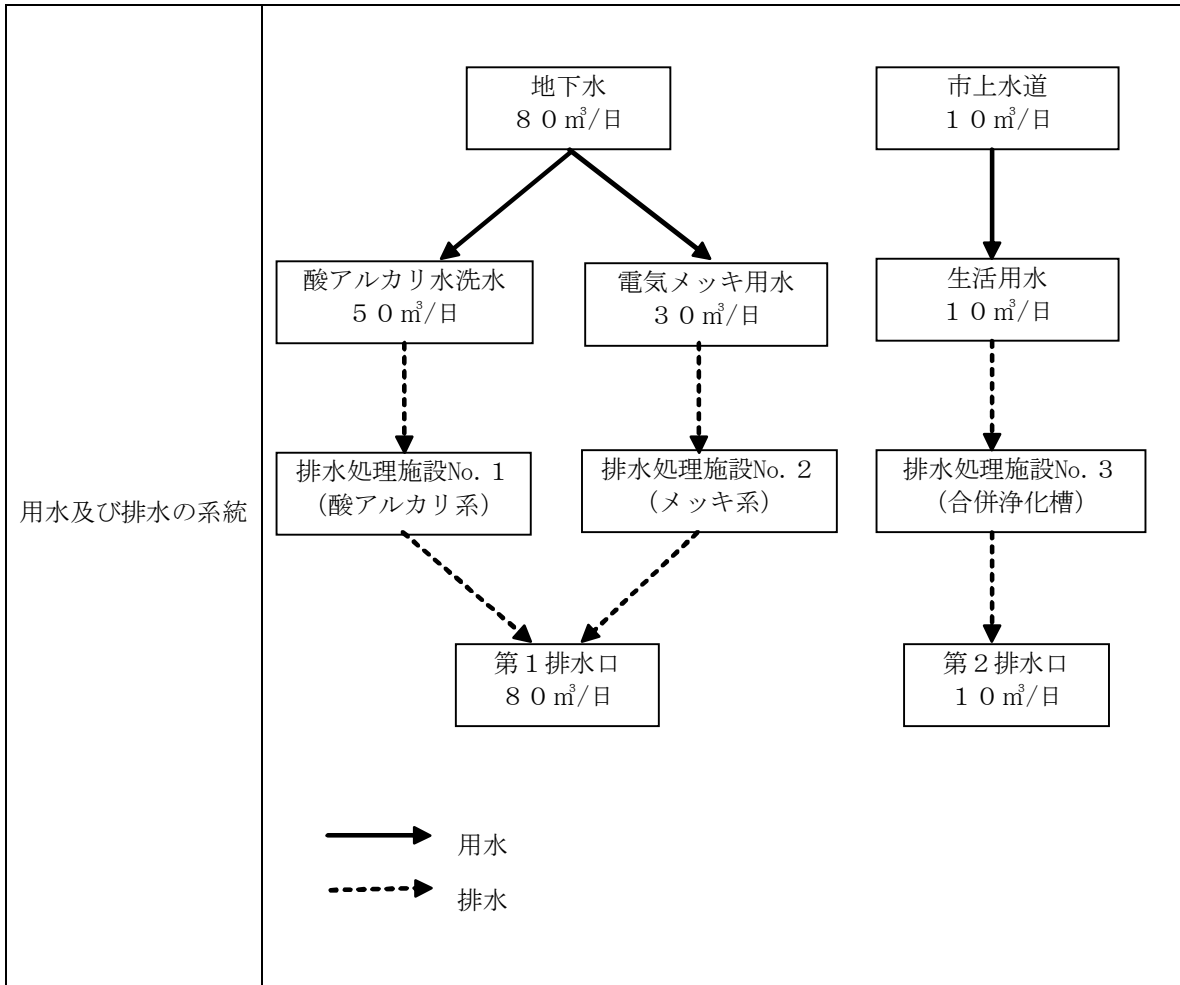 用水及び排水の系統
地下水
８０㎥/日
市上水道
１０㎥/日
酸アルカリ水洗水
５０㎥/日
電気メッキ用水
３０㎥/日
生活用水
１０㎥/日
排水処理施設No.１
（酸アルカリ系）
排水処理施設No.２
（メッキ系）
排水処理施設No.３
（合併浄化槽）
第１排水口
８０㎥/日
第２排水口
１０㎥/日
用水
排水